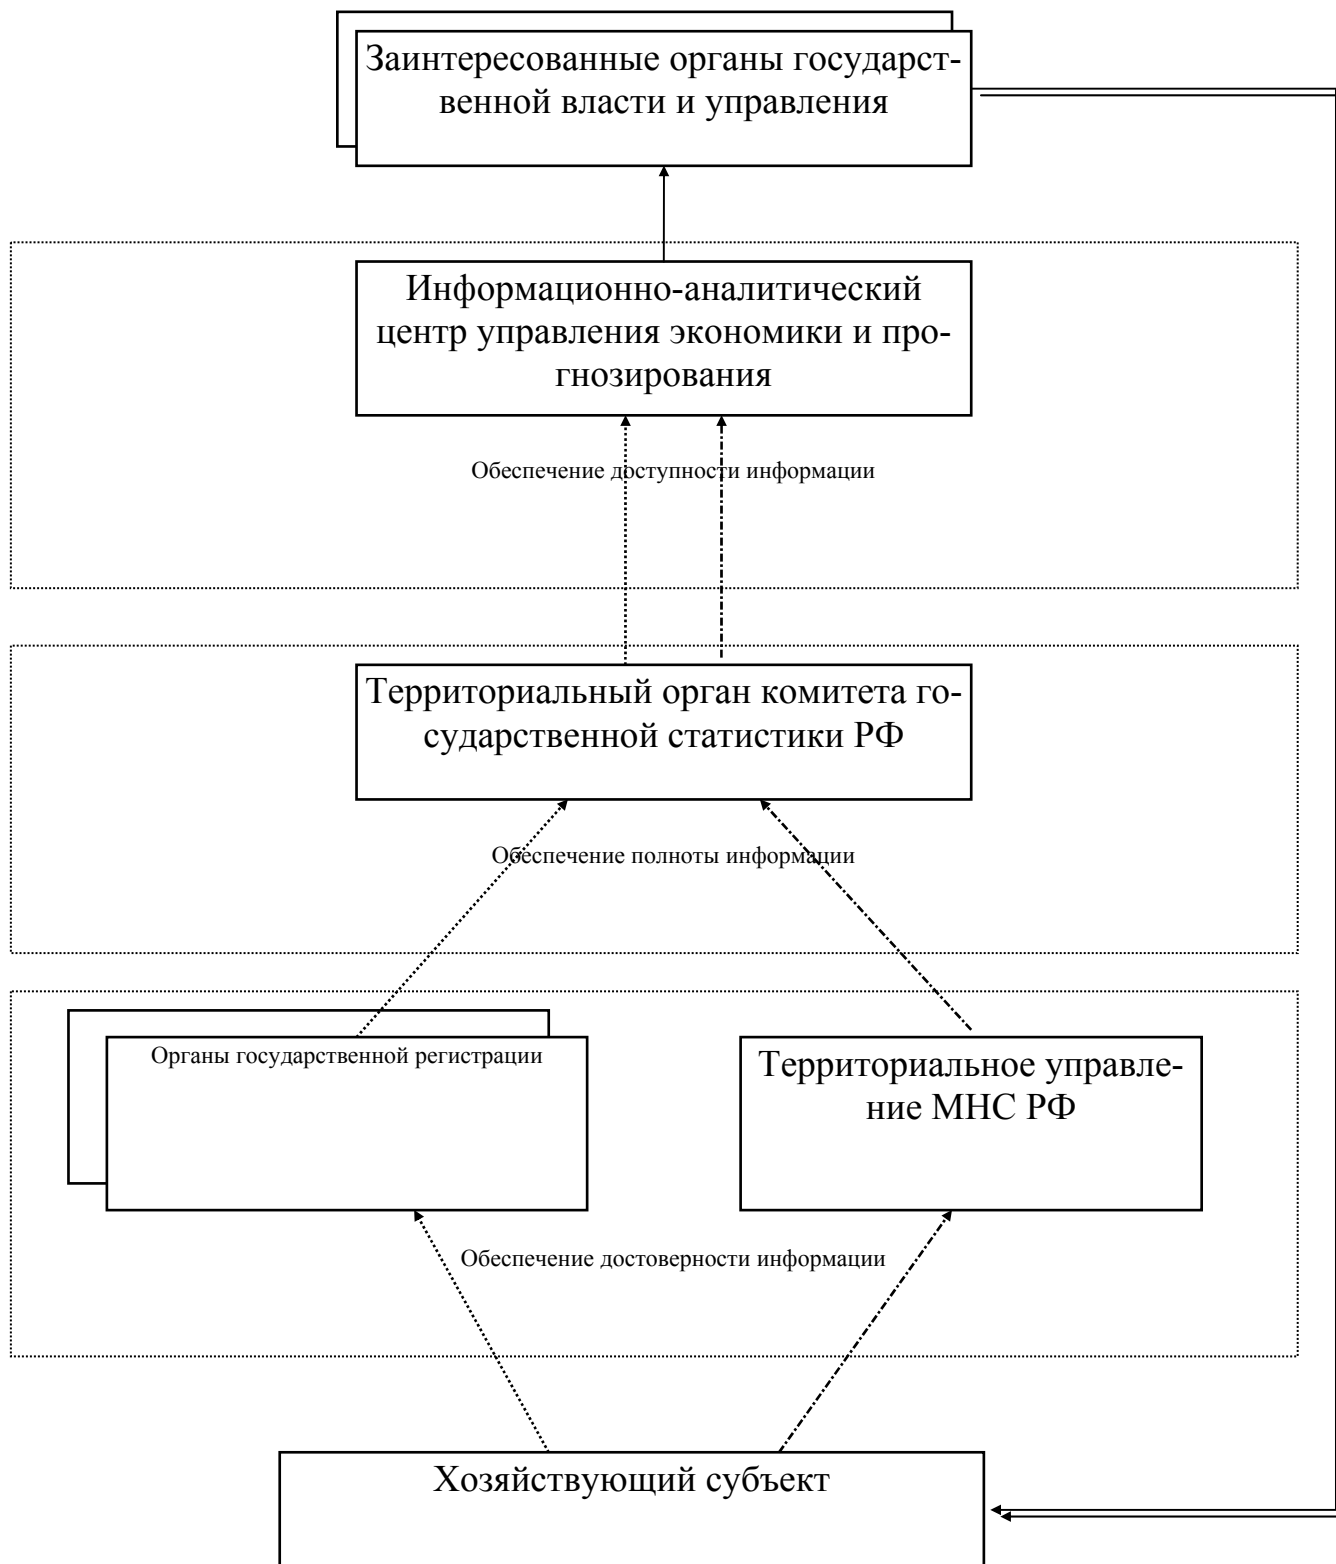 Заинтересованные органы государст-
венной власти и управления
Информационно-аналитический
центр управления экономики и про-
гнозирования
Обеспечение доступности информации
Территориальный орган комитета го-
сударственной статистики РФ
Обеспечение полноты информации
Органы государственной регистрации
Территориальное управле-
ние МНС РФ
Обеспечение достоверности информации
Хозяйствующий субъект